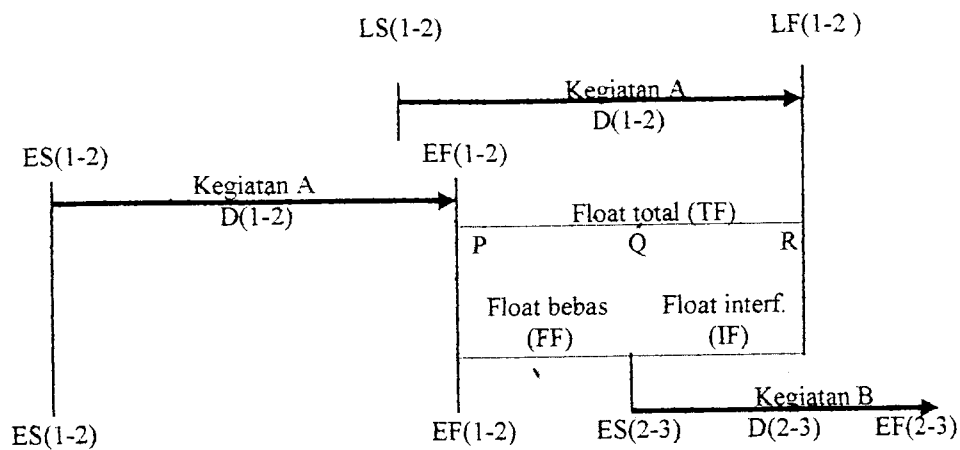 LS(1-2) LF(1-2 )
Kegiatan A
D(1-2)
ES(1-2) EF(1-2)
Kegiatan A
D(1-2)
Float total (TF)
P Q R
Float bebas Float interf.
(FF) (IF)
Kegiatan B
ES(1-2) EF(1-2) ES(2-3) D(2-3) EF(2-3)